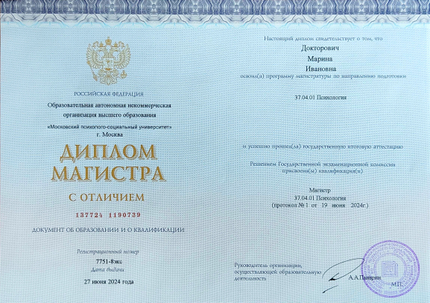 РОССИЙСКАЯ ФЕДЕРАЦИЯ
Образовательная автономная некоммерческая
организация высшего образования
«Московский психолого-социальный университет»
г. Москва
ДИПЛОМ
МАГИСТРА
С ОТЛИЧИЕМ
137724 1190739
ДОКУМЕНТ ОБ ОБРАЗОВАНИИ И О КВАЛИФИКАЦИИ
Регистрационный номер
7751-Вэкс
Дата выдачи
27 июня 2024 года
Настоящий диплом свидетельствует о том, что
Докторович
Марина
Ивановна
освоил(а) программу магистратуры по направлению подготовки
37.04.01 Психология
и успешно прошел(ла) государственную итоговую аттестацию
Решением Государственной экзаменационной комиссии
присвоена(ы) квалификация(и)
Магистр
37.04.01 Психология
(протокол № 1 от 19 июня 2024г.)
Руководитель организации,
осуществляющей образовательную
деятельность
М.П.